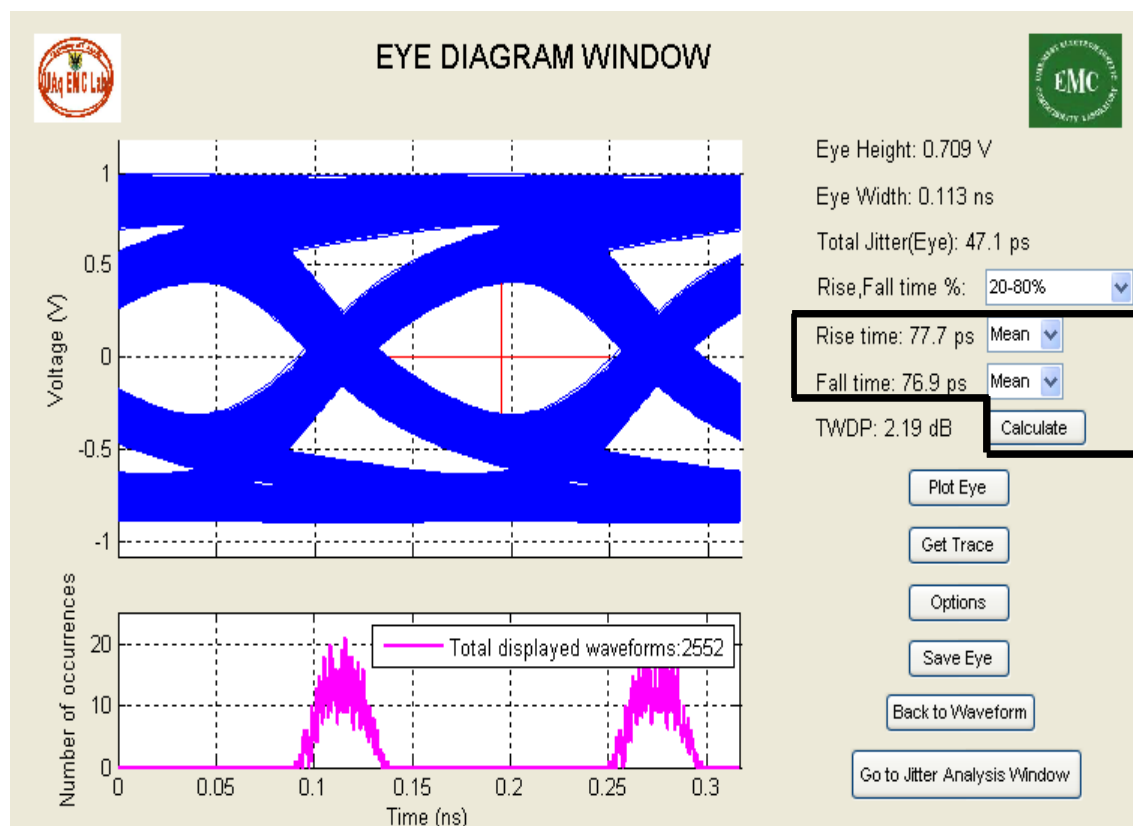 EYE DIAGRAM WINDOW
UAq EMC Lab
EMC
Eye Height: 0.709 V
Eye Width: 0.113 ns
Total Jitter(Eye): 47.1 ps
Rise,Fall time %: 20-80%
Rise time: 77.7 ps Mean
Fall time: 76.9 ps Mean
TWDP: 2.19 dB Calculate
Plot Eye
Get Trace
Options
Save Eye
Back to Waveform
Go to Jitter Analysis Window
Voltage (V)
1
0.5
0
-0.5
-1
Number of occurrences
20
10
0
Total displayed waveforms:2552
0 0.05 0.1 0.15 0.2 0.25 0.3
Time (ns)